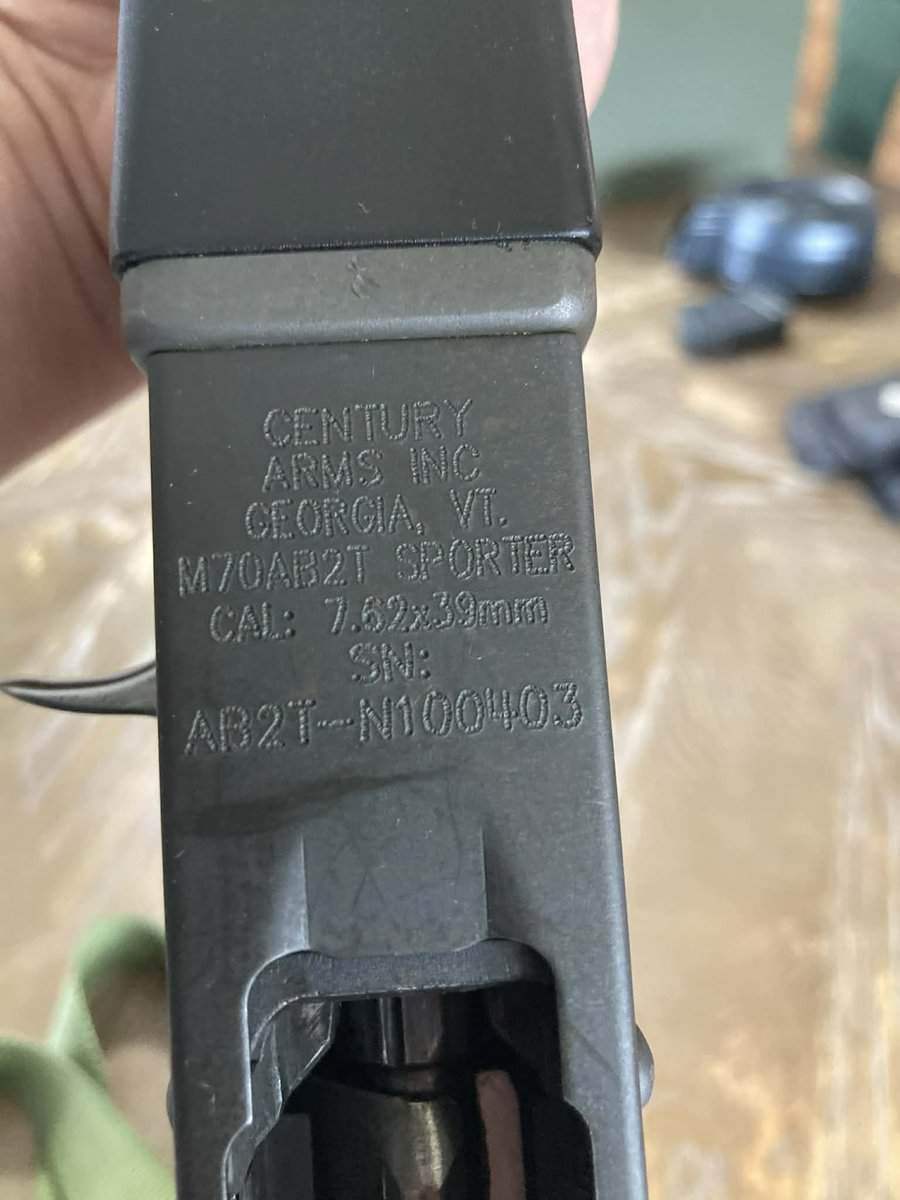 CENTURY
ARMS INC
GEORGIA, VT.
M70AB2T SPORTER
CAL: 7.62x39mm
SN:
AB2T-N100403